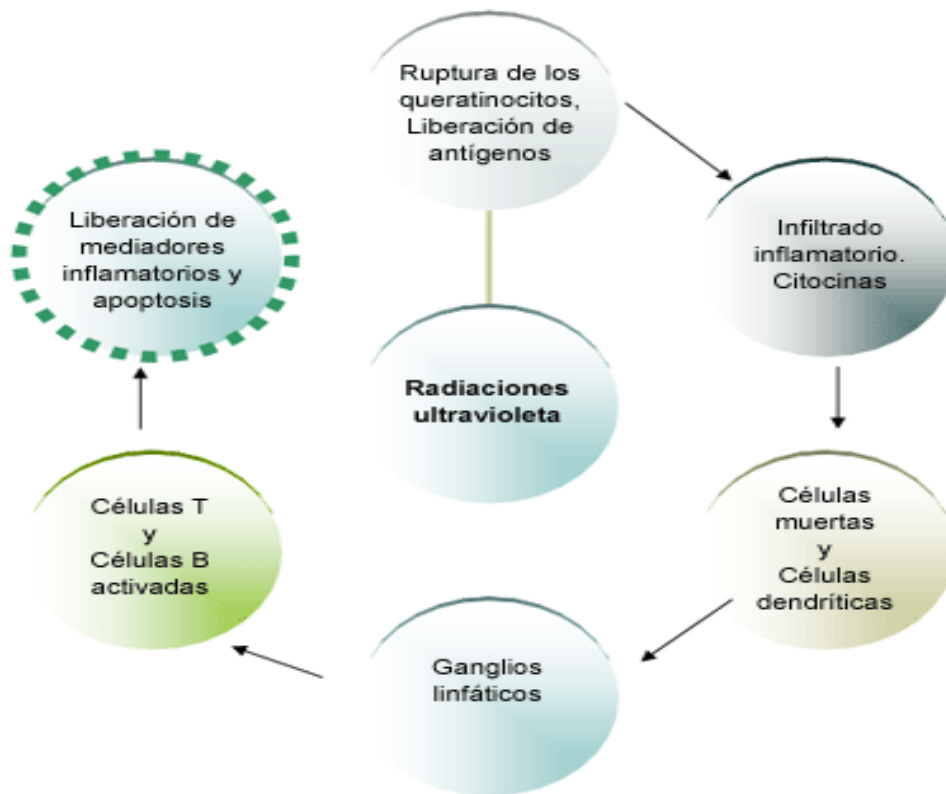 Ruptura de los
queratinocitos,
Liberación de
antígenos
Infiltrado
inflamatorio.
Citocinas
Células
muertas
y
Células
dendríticas
Ganglios
linfáticos
Células T
y
Células B
activadas
Liberación de
mediadores
inflamatorios y
apoptosis
Radiaciones
ultravioleta